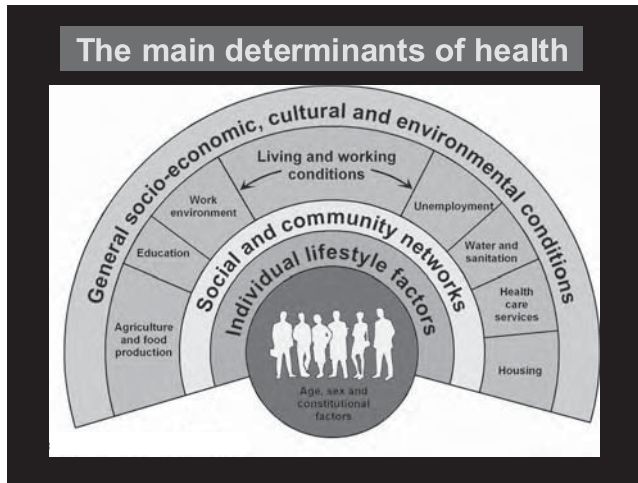 The main determinants of health
General socio-economic, cultural and environmental conditions
Living and working
conditions
Work
environment
Unemployment
Education
Water and
sanitation
Agriculture
and food
production
Health
care
services
Housing
Social and community networks
Individual lifestyle factors
Age, sex and
constitutional
factors